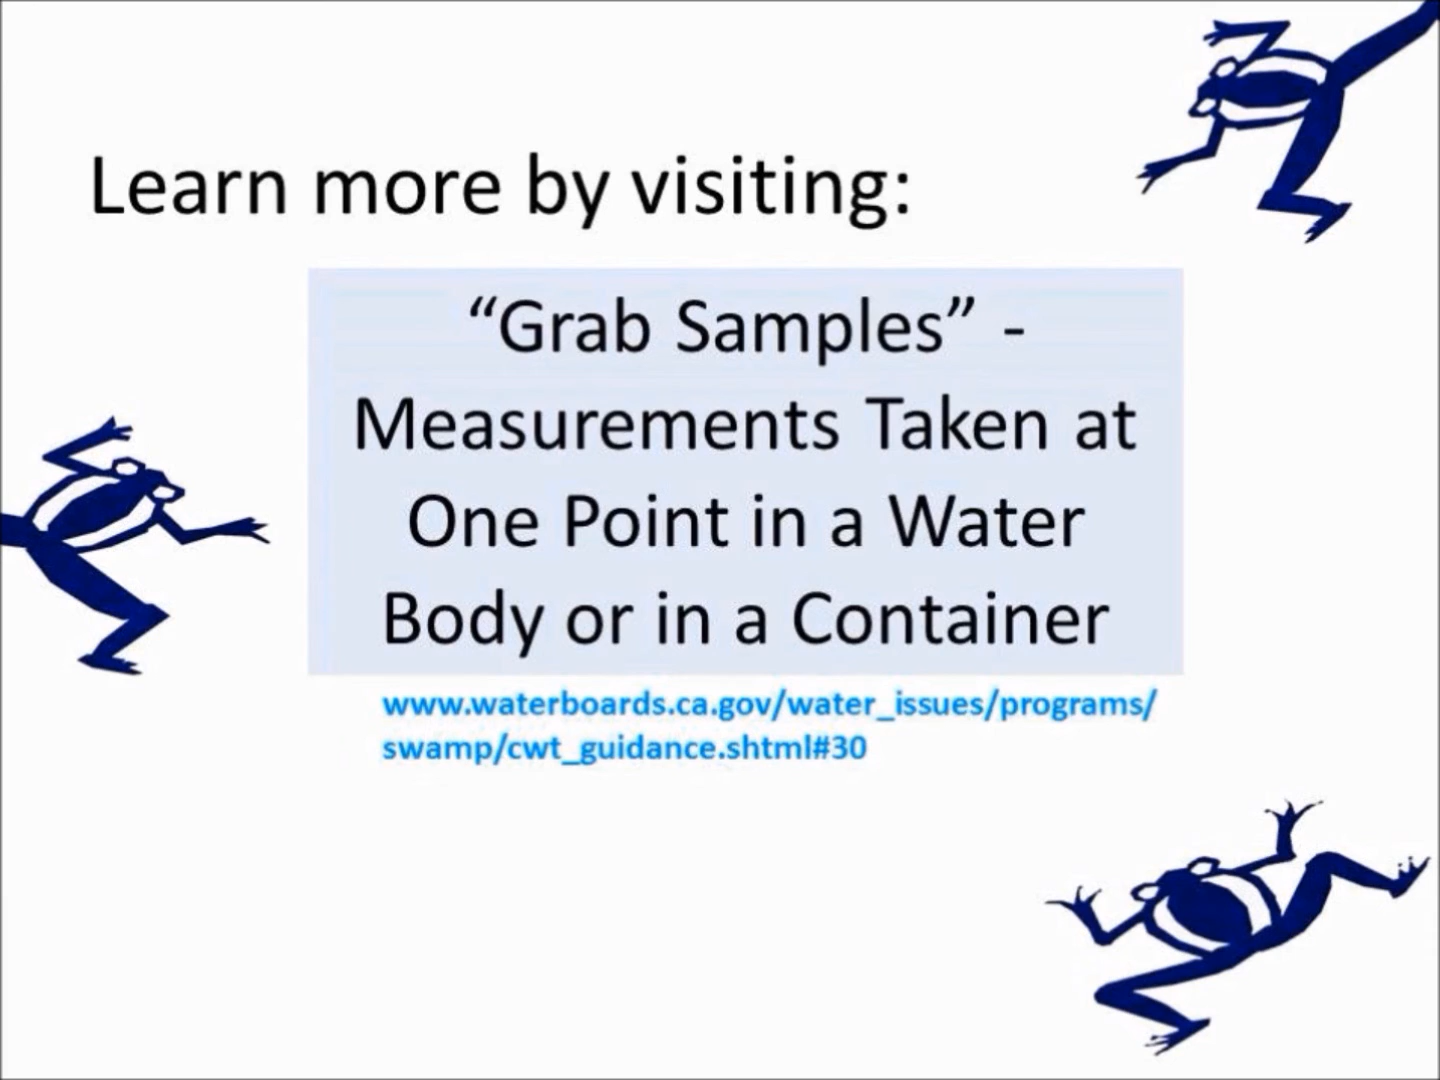 Learn more by visiting:
“Grab Samples” -
Measurements Taken at
One Point in a Water
Body or in a Container
www.waterboards.ca.gov/water_issues/programs/
swamp/cwt_guidance.shtml#30